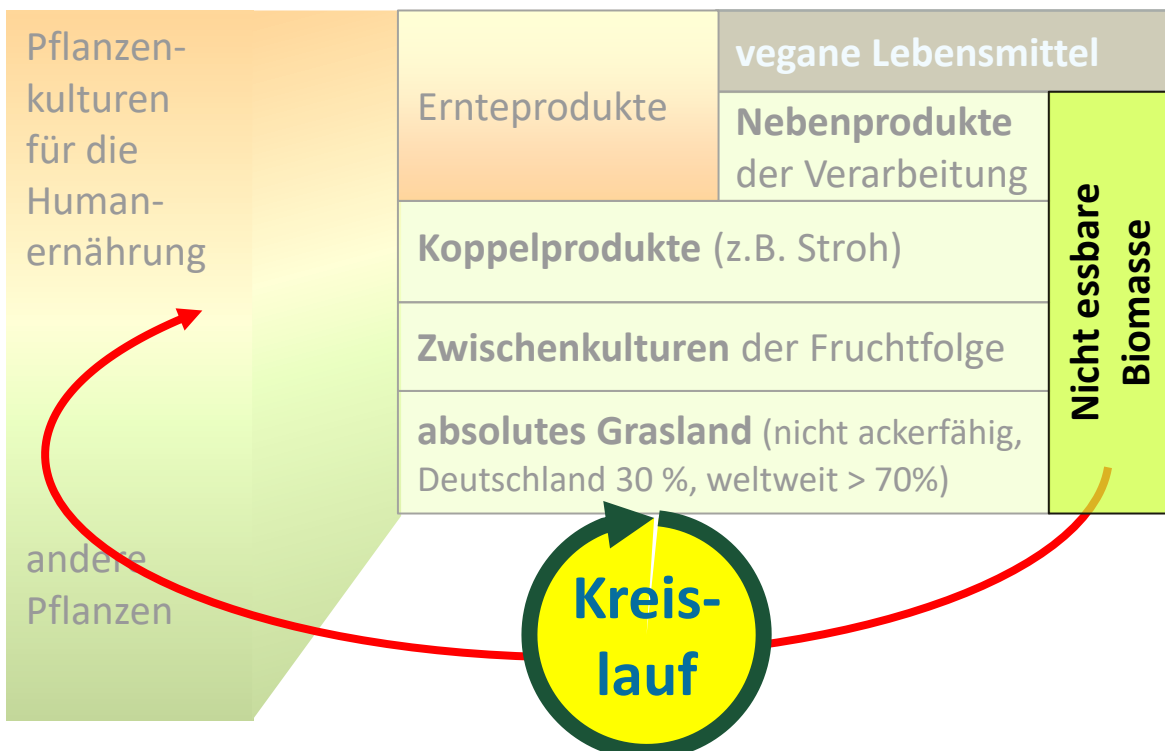 Pflanzen-
kulturen
für die
Human-
ernährung
andere
Pflanzen
Ernteprodukte
vegane Lebensmittel
Nebenprodukte
der Verarbeitung
Koppelprodukte (z.B. Stroh)
Zwischenkulturen der Fruchtfolge
absolutes Grasland (nicht ackerfähig,
Deutschland 30 %, weltweit > 70%)
Nicht essbare
Biomasse
Kreis-
lauf